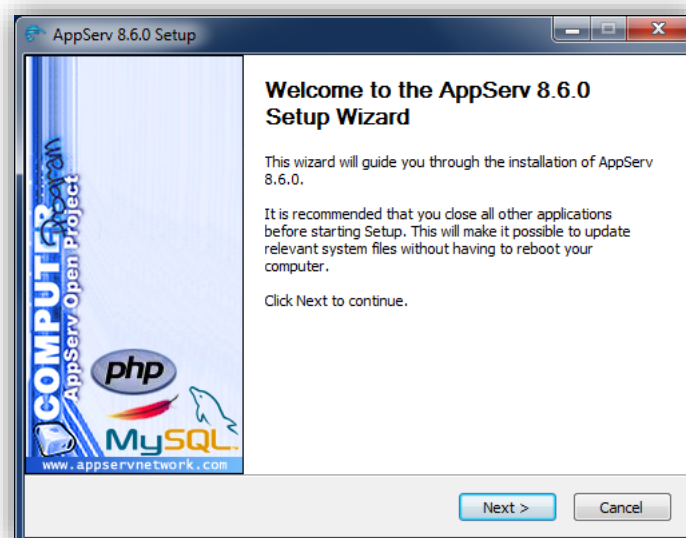 AppServ 8.6.0 Setup
Welcome to the AppServ 8.6.0
Setup Wizard
This wizard will guide you through the installation of AppServ
8.6.0.
It is recommended that you close all other applications
before starting Setup. This will make it possible to update
relevant system files without having to reboot your
computer.
Click Next to continue.
COMPUTER
Program
AppServ Open Project
php
MySQL
www.appservnetwork.com
Next >
Cancel